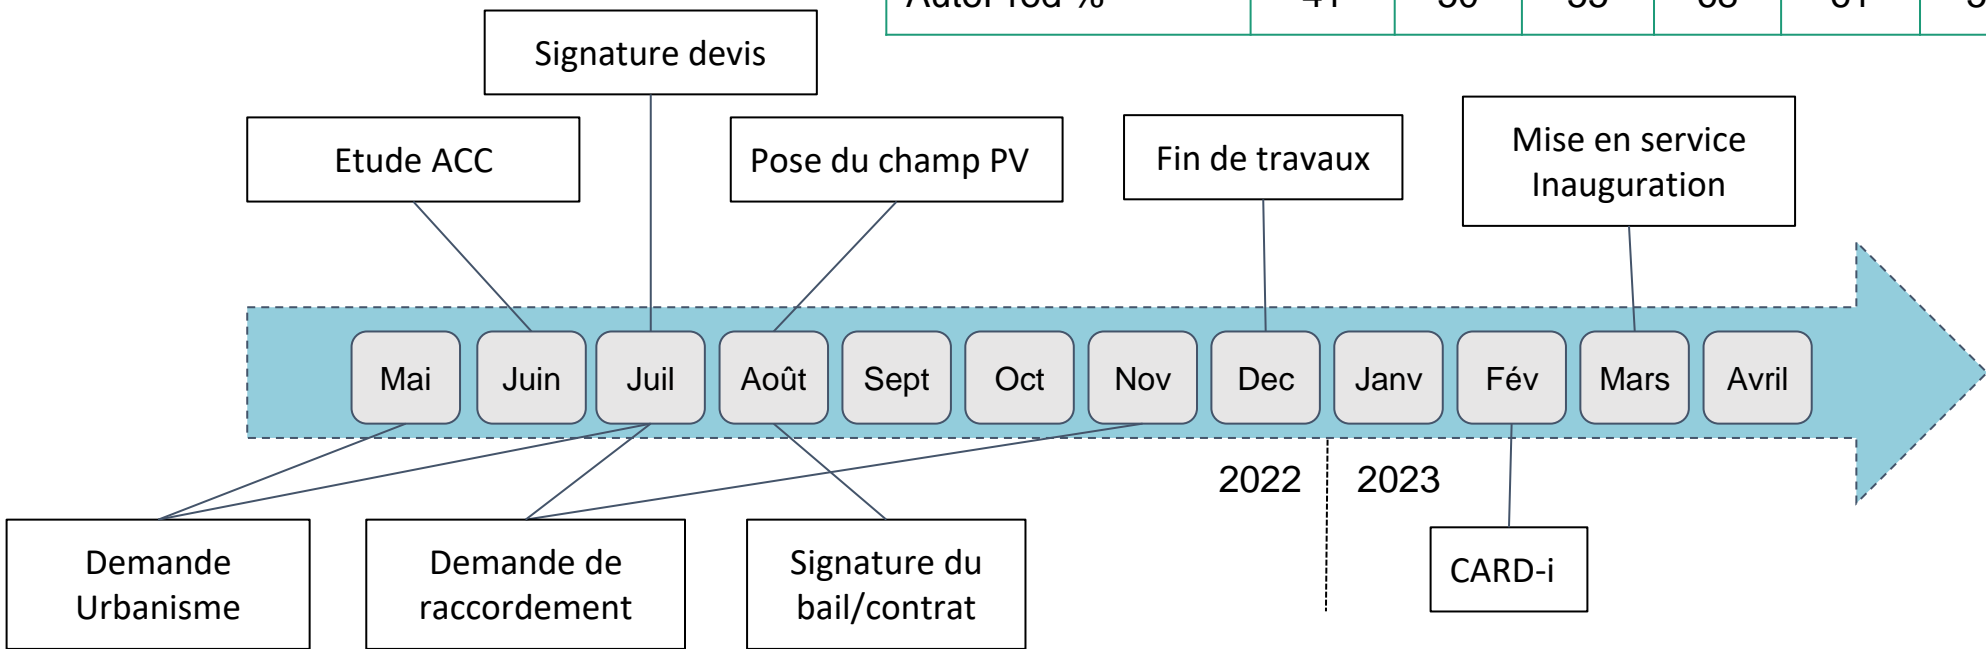 Signature devis
Etude ACC
Pose du champ PV
Fin de travaux
Mise en service
Inauguration
Mai
Juin
Juil
Août
Sept
Oct
Nov
Dec
Janv
Fév
Mars
Avril
2022
2023
Demande
Urbanisme
Demande de
raccordement
Signature du
bail/contrat
CARD-i